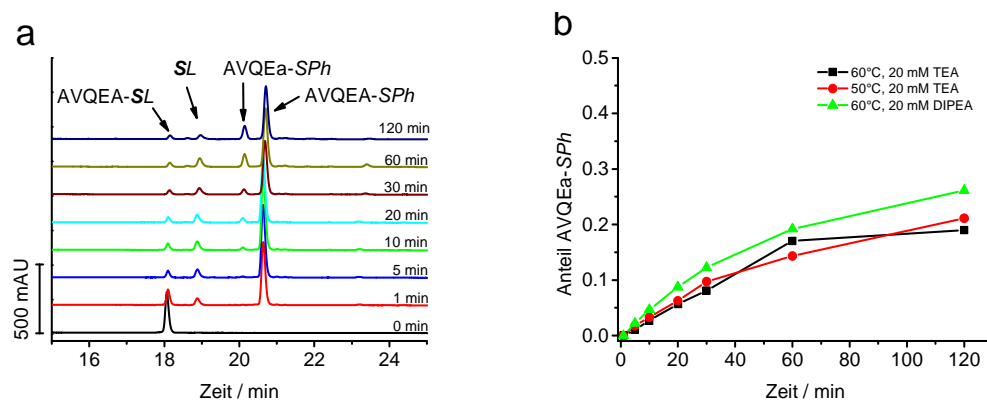 a
SL
AVQEa-SPh
AVQEA-SL
AVQEA-SPh
120 min
60 min
30 min
20 min
10 min
5 min
1 min
0 min
500 mAU
16 18 20 22 24
Zeit / min
b
0.5
0.4
0.3
0.2
0.1
0.0
Anteil AVQEa-SPh
60°C, 20 mM TEA
50°C, 20 mM TEA
60°C, 20 mM DIPEA
0 20 40 60 80 100 120
Zeit / min